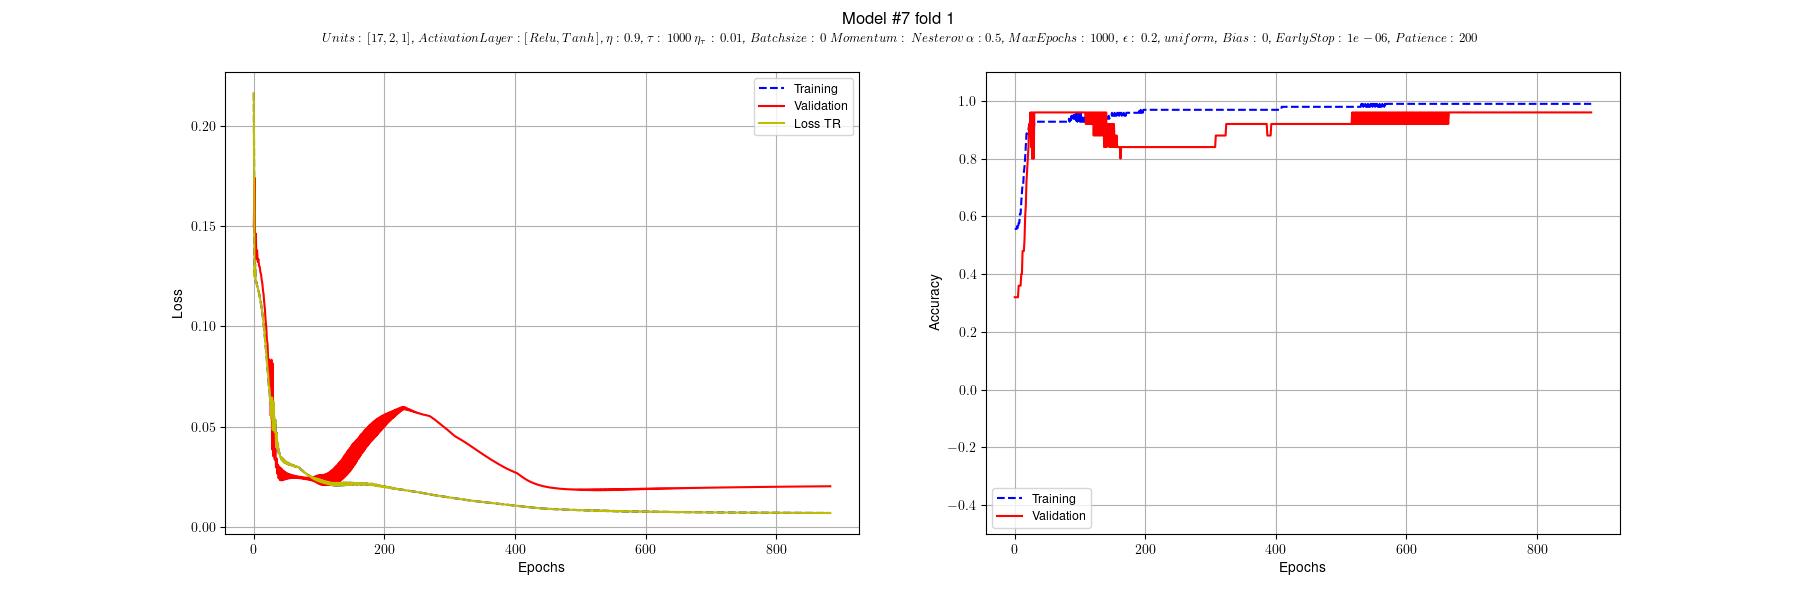 Model #7 fold 1
Units : [17, 2, 1], ActivationLayer : [Relu, Tanh], η : 0.9, τ : 1000 η_τ : 0.01, Batchsize : 0 Momentum : Nesterov α : 0.5, MaxEpochs : 1000, ϵ : 0.2, uniform, Bias : 0, EarlyStop : 1e − 06, Patience : 200
0.20
0.15
0.10
0.05
0.00
Loss
0 200 400 600 800
Epochs
Training
Validation
Loss TR
1.0
0.8
0.6
0.4
0.2
0.0
−0.2
−0.4
Accuracy
0 200 400 600 800
Epochs
Training
Validation